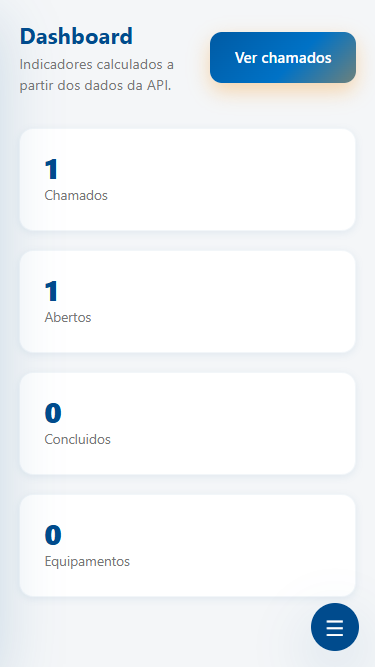 Dashboard
Indicadores calculados a
partir dos dados da API.
Ver chamados
1
Chamados
1
Abertos
0
Concluidos
0
Equipamentos